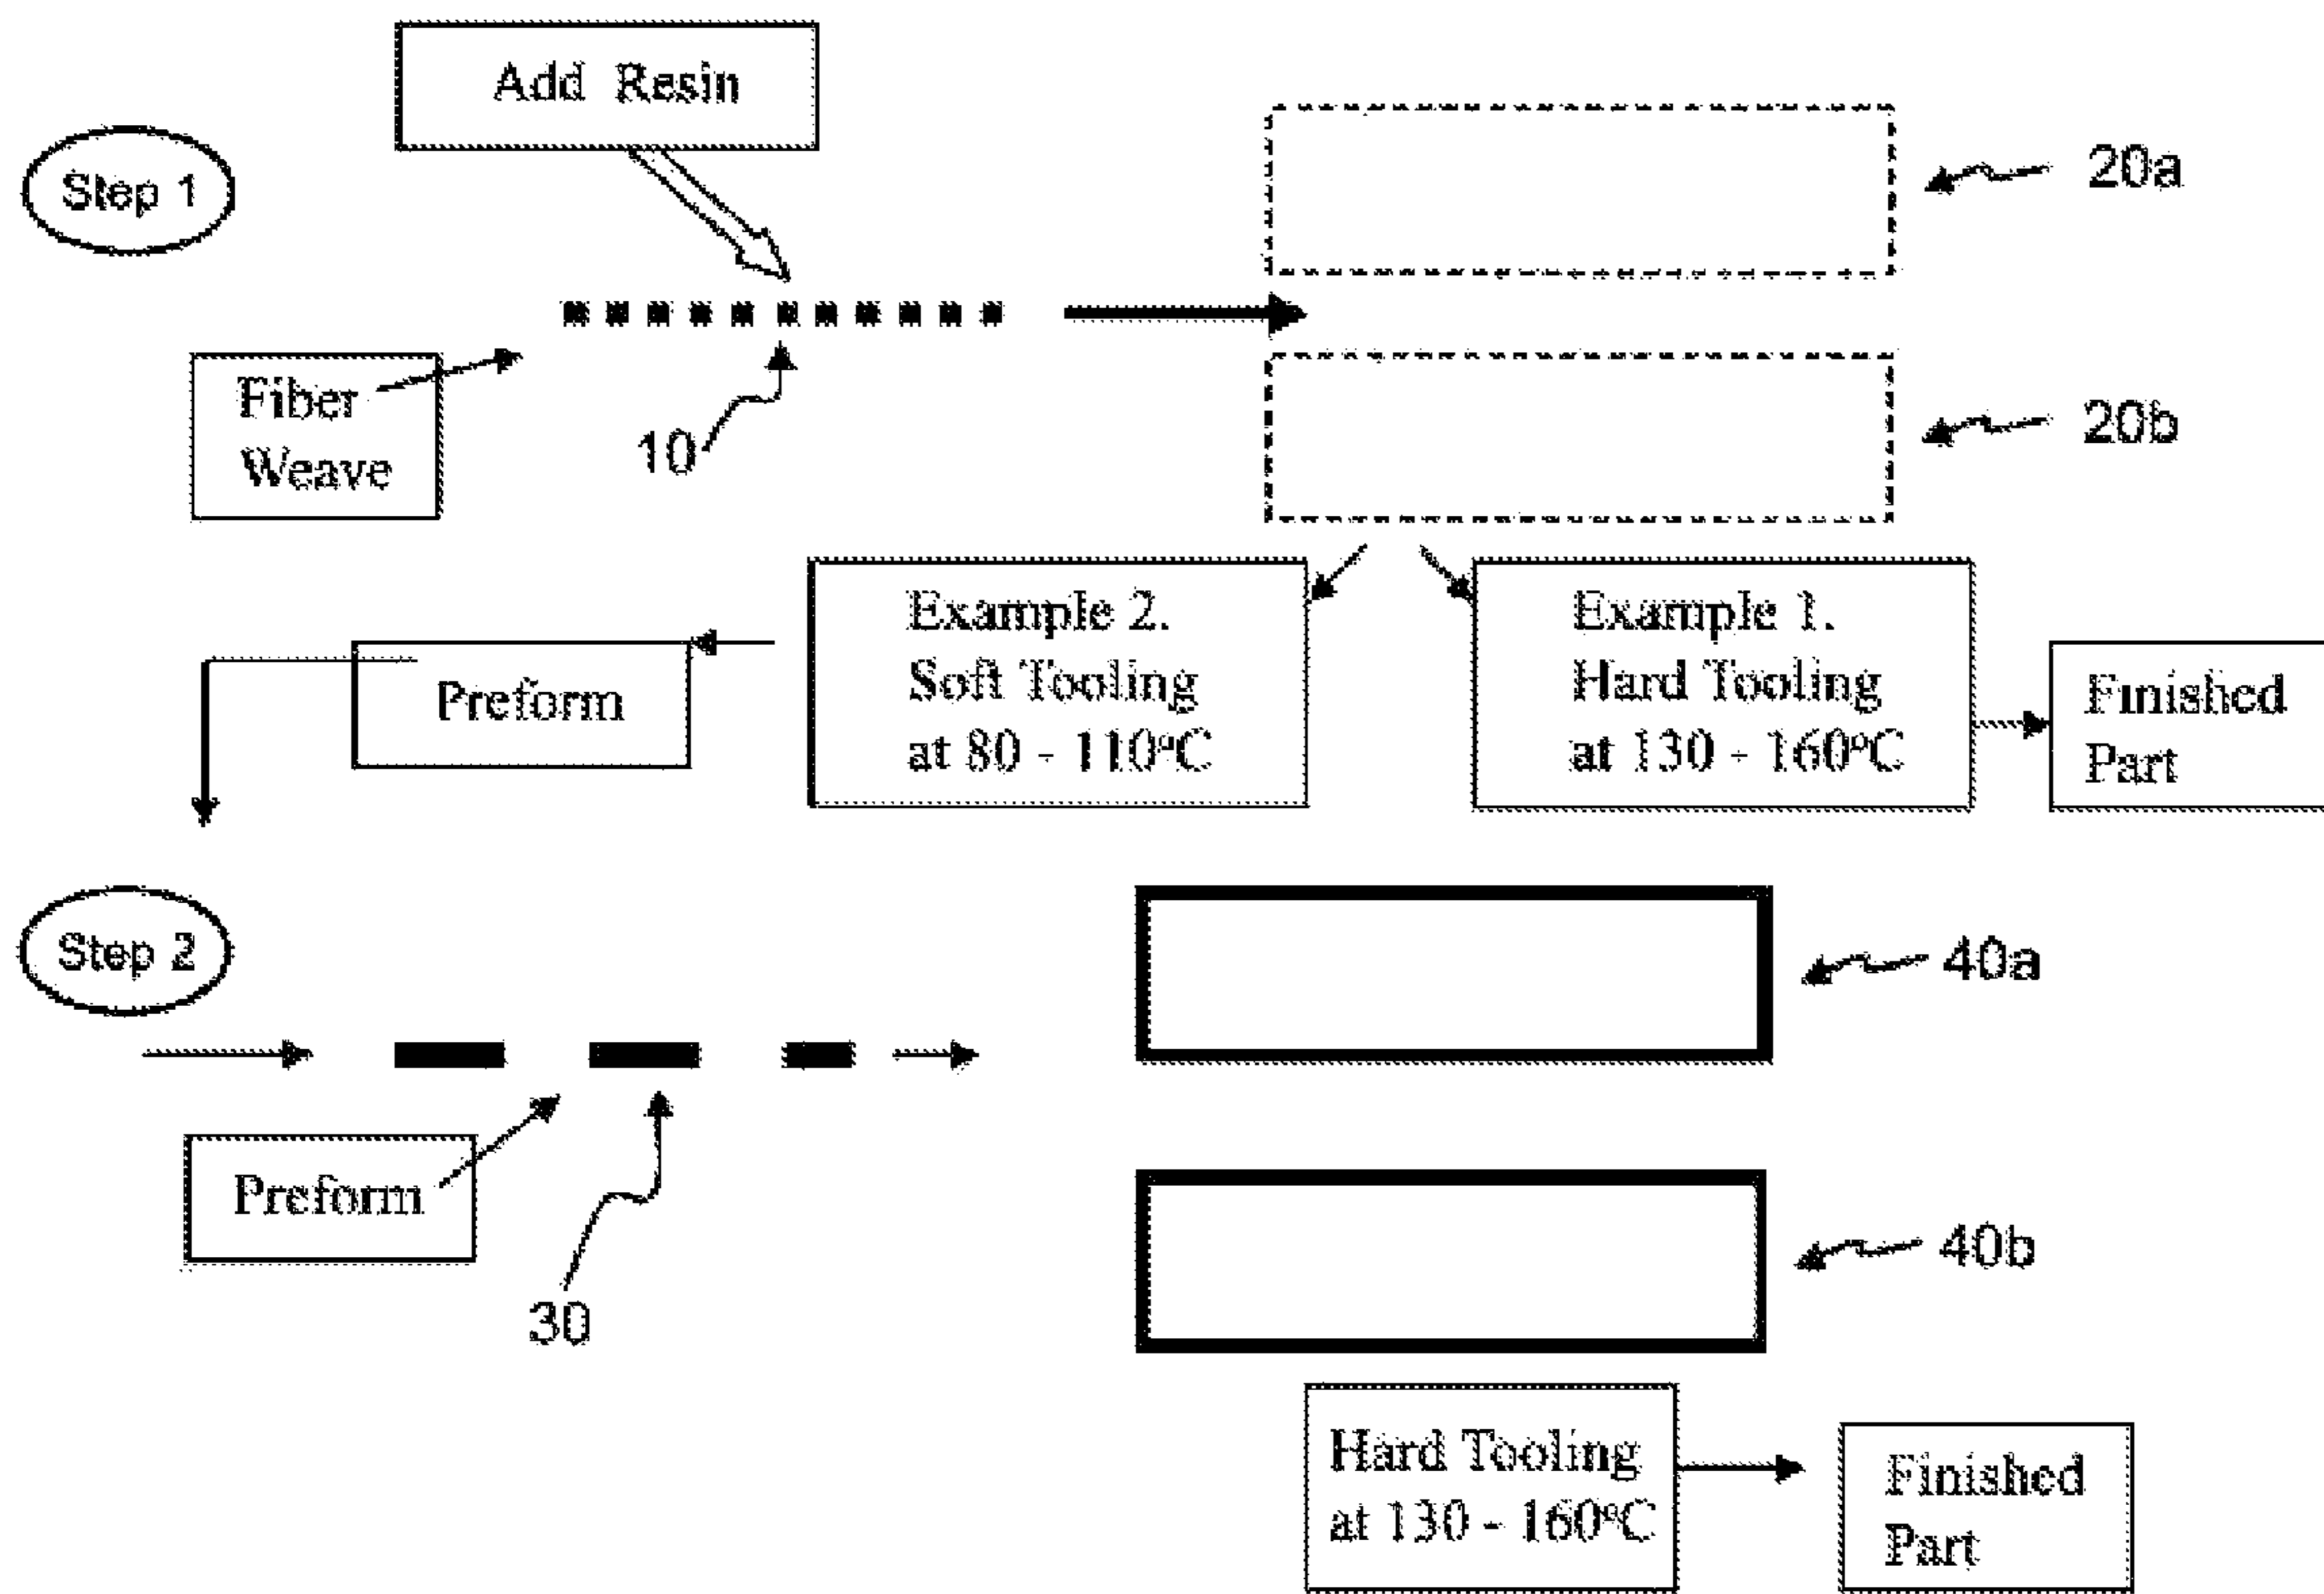 Add Resin
Step 1
20a
Fiber
Weave
10
20b
Example 2.
Soft Tooling
at 80 - 110°C
Example 1.
Hard Tooling
at 130 - 160°C
Preform
Finished
Part
Step 2
40a
Preform
30
40b
Hard Tooling
at 130 - 160°C
Finished
Part